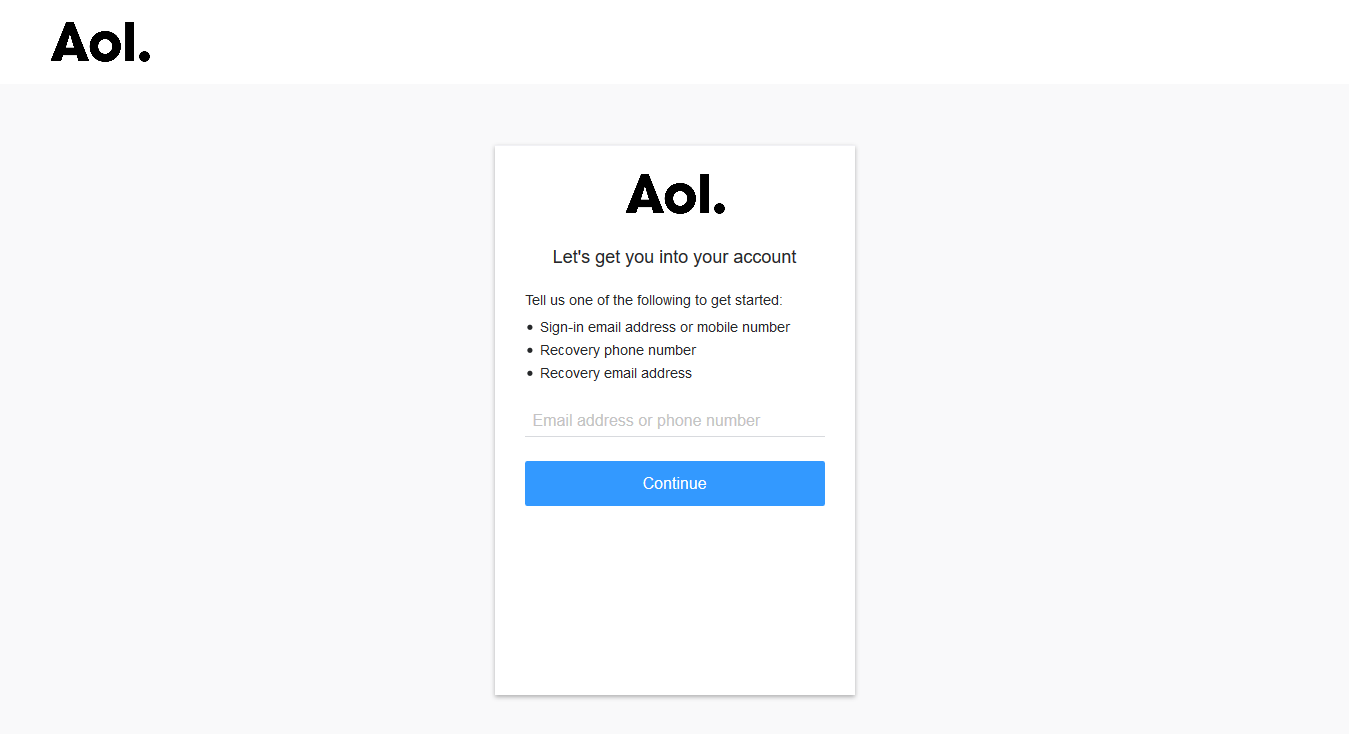 Aol.
Aol.
Let's get you into your account
Tell us one of the following to get started:
• Sign-in email address or mobile number
• Recovery phone number
• Recovery email address
Email address or phone number
Continue